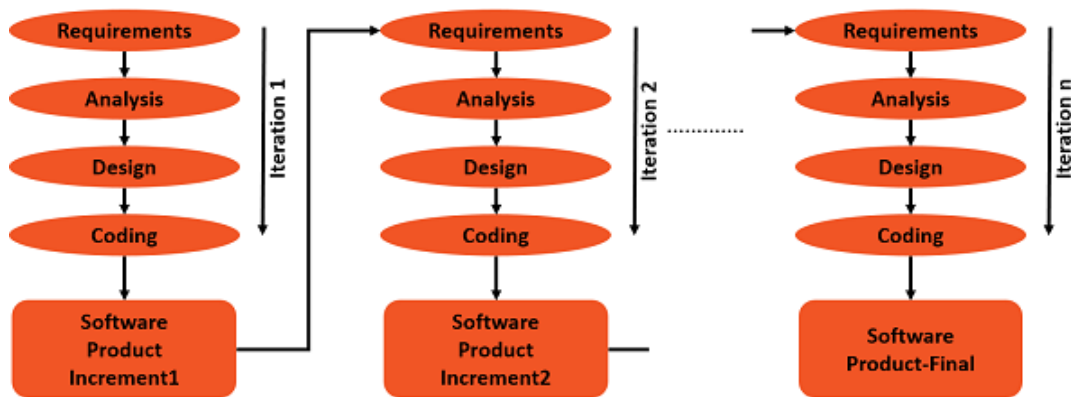 Requirements
Analysis
Design
Coding
Iteration 1
Software
Product
Increment1
Requirements
Analysis
Design
Coding
Iteration 2
Software
Product
Increment2
Requirements
Analysis
Design
Coding
Iteration n
Software
Product-Final